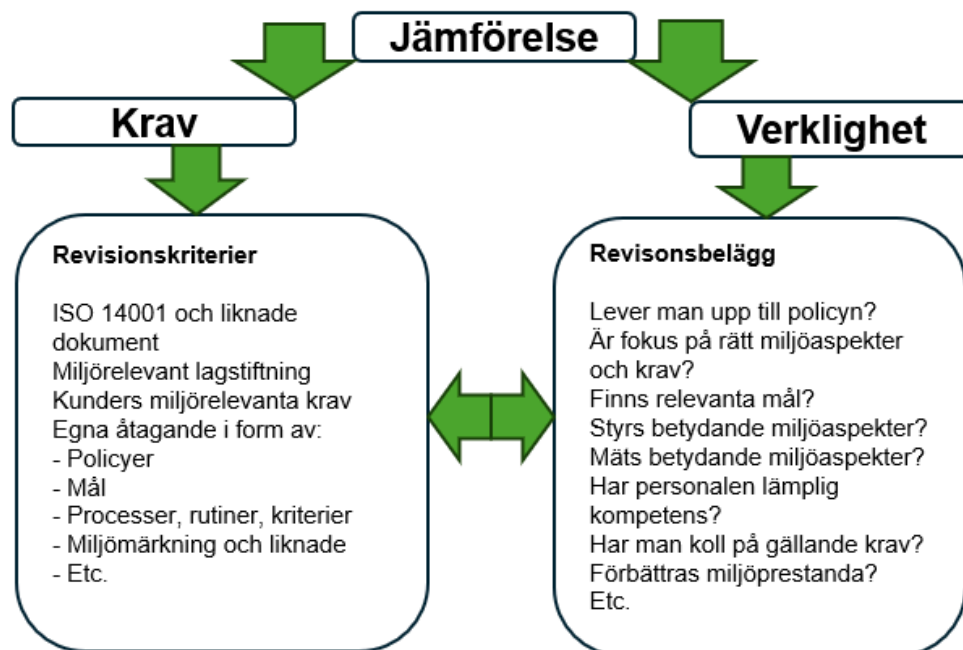 Jämförelse
Krav
Verklighet
Revisionskriterier
ISO 14001 och liknade
dokument
Miljörelevant lagstiftning
Kunders miljörelevanta krav
Egna åtagande i form av:
- Policyer
- Mål
- Processer, rutiner, kriterier
- Miljömärkning och liknade
- Etc.
Revisonsbelägg
Lever man upp till policyn?
Är fokus på rätt miljöaspekter
och krav?
Finns relevanta mål?
Styrs betydande miljöaspekter?
Mäts betydande miljöaspekter?
Har personalen lämplig
kompetens?
Har man koll på gällande krav?
Förbättras miljöprestanda?
Etc.